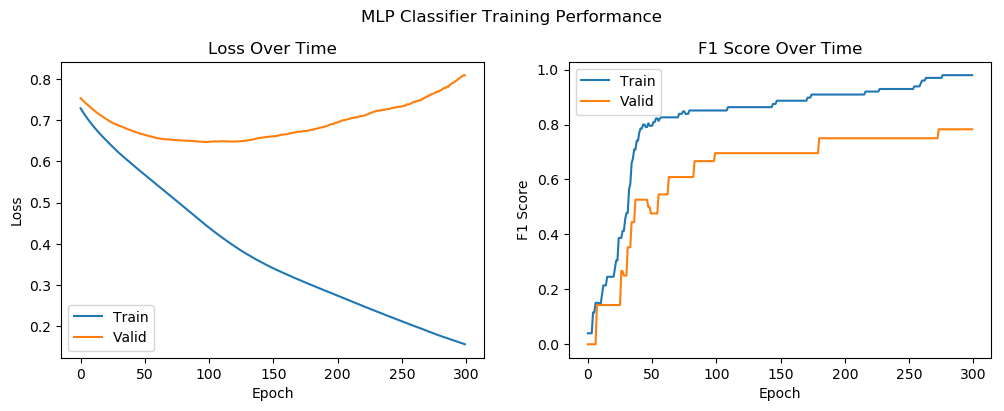 MLP Classifier Training Performance
Loss Over Time
Loss
0.8
0.7
0.6
0.5
0.4
0.3
0.2
Train
Valid
0 50 100 150 200 250 300
Epoch
F1 Score Over Time
F1 Score
1.0
0.8
0.6
0.4
0.2
0.0
Train
Valid
0 50 100 150 200 250 300
Epoch